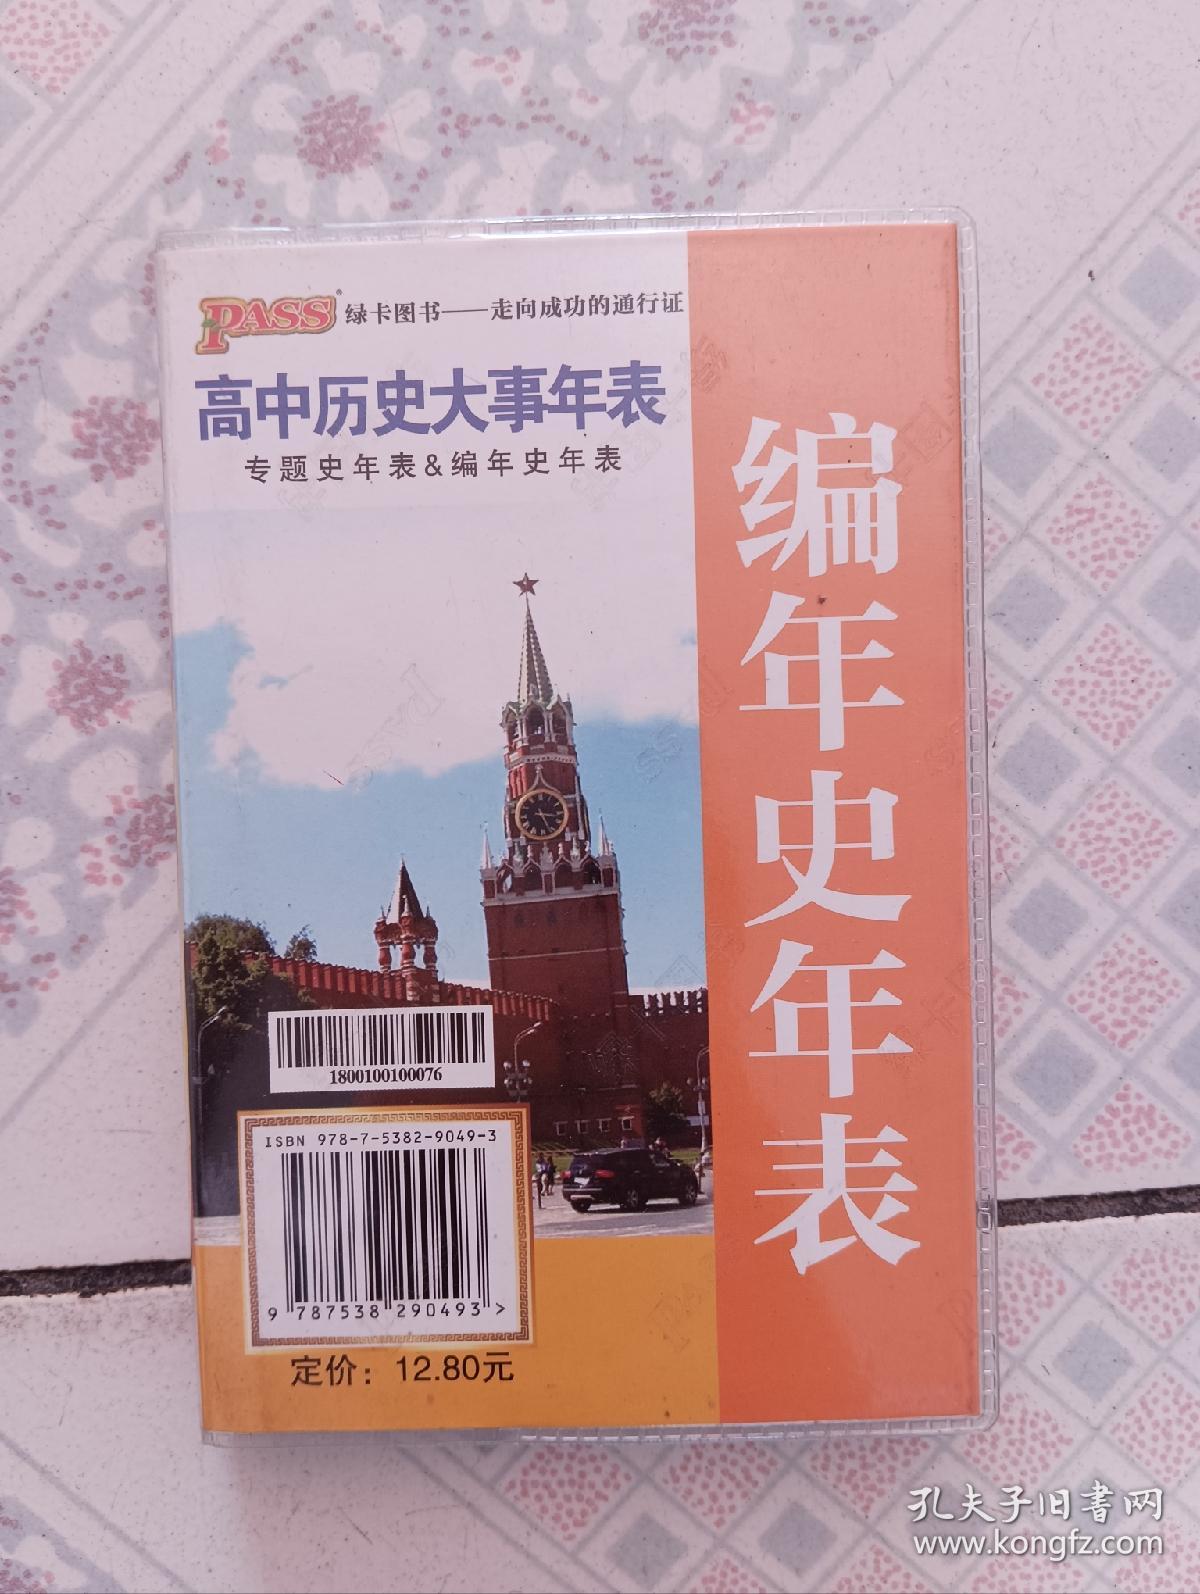 PASS® 绿卡图书——走向成功的通行证
高中历史大事年表
专题史年表&编年史年表
编年史年表
1800100100076
ISBN 978-7-5382-9049-3
9 787538 290493 >
定价：12.80元
孔夫子旧书网
www.kongfz.com